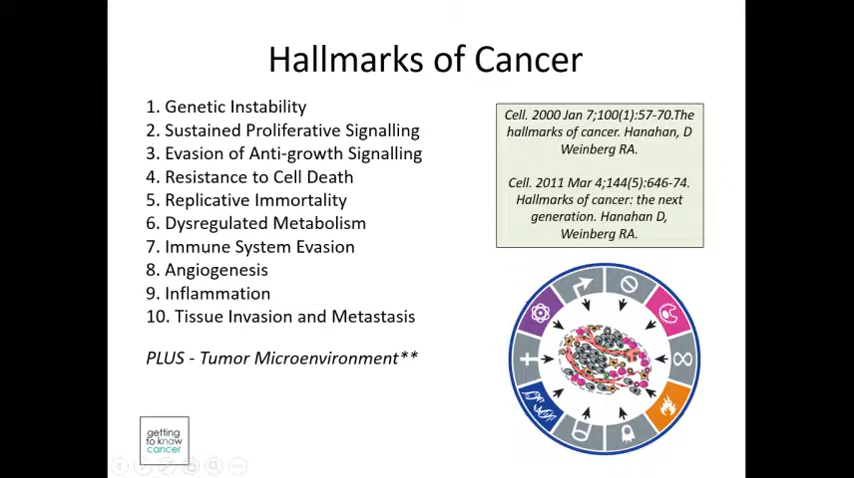 Hallmarks of Cancer
1. Genetic Instability
2. Sustained Proliferative Signalling
3. Evasion of Anti-growth Signalling
4. Resistance to Cell Death
5. Replicative Immortality
6. Dysregulated Metabolism
7. Immune System Evasion
8. Angiogenesis
9. Inflammation
10. Tissue Invasion and Metastasis
PLUS - Tumor Microenvironment**
Cell. 2000 Jan 7;100(1):57-70.The
hallmarks of cancer. Hanahan, D
Weinberg RA.
Cell. 2011 Mar 4;144(5):646-74.
Hallmarks of cancer: the next
generation. Hanahan D,
Weinberg RA.
getting
to know
cancer